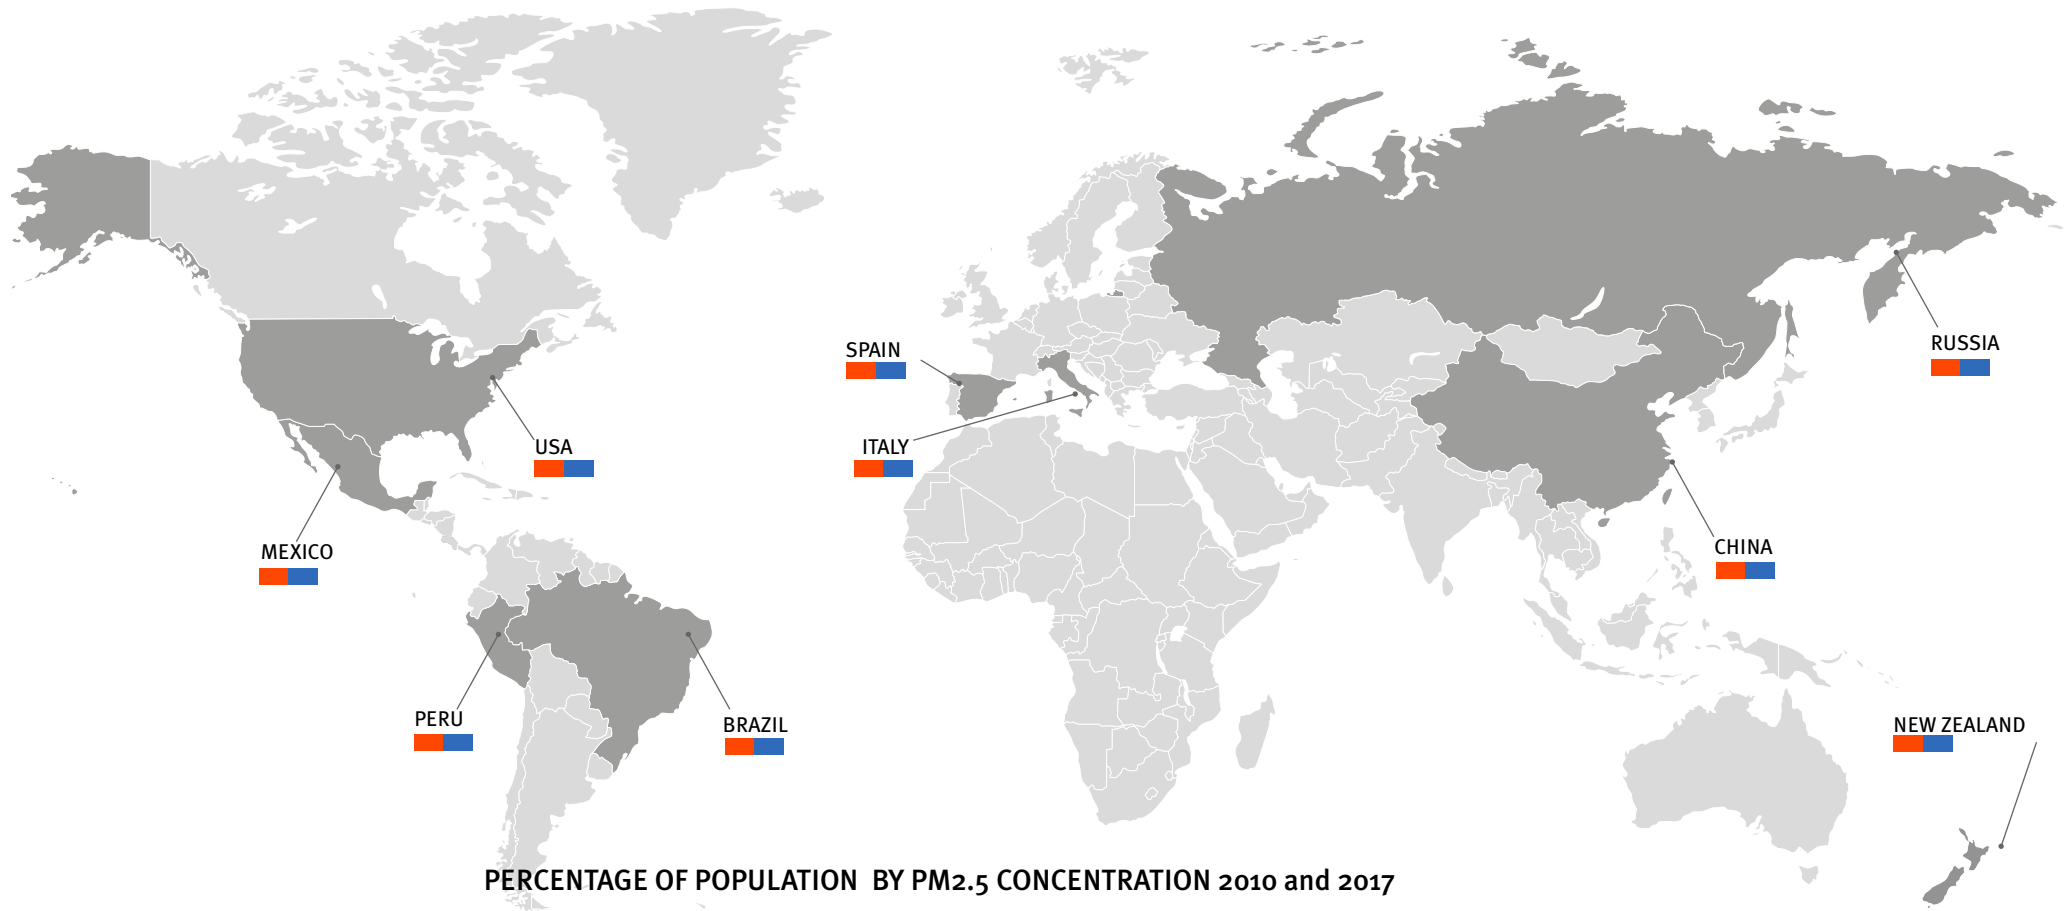 RUSSIA
SPAIN
USA
ITALY
MEXICO
CHINA
PERU
BRAZIL
NEW ZEALAND
PERCENTAGE OF POPULATION BY PM2.5 CONCENTRATION 2010 and 2017